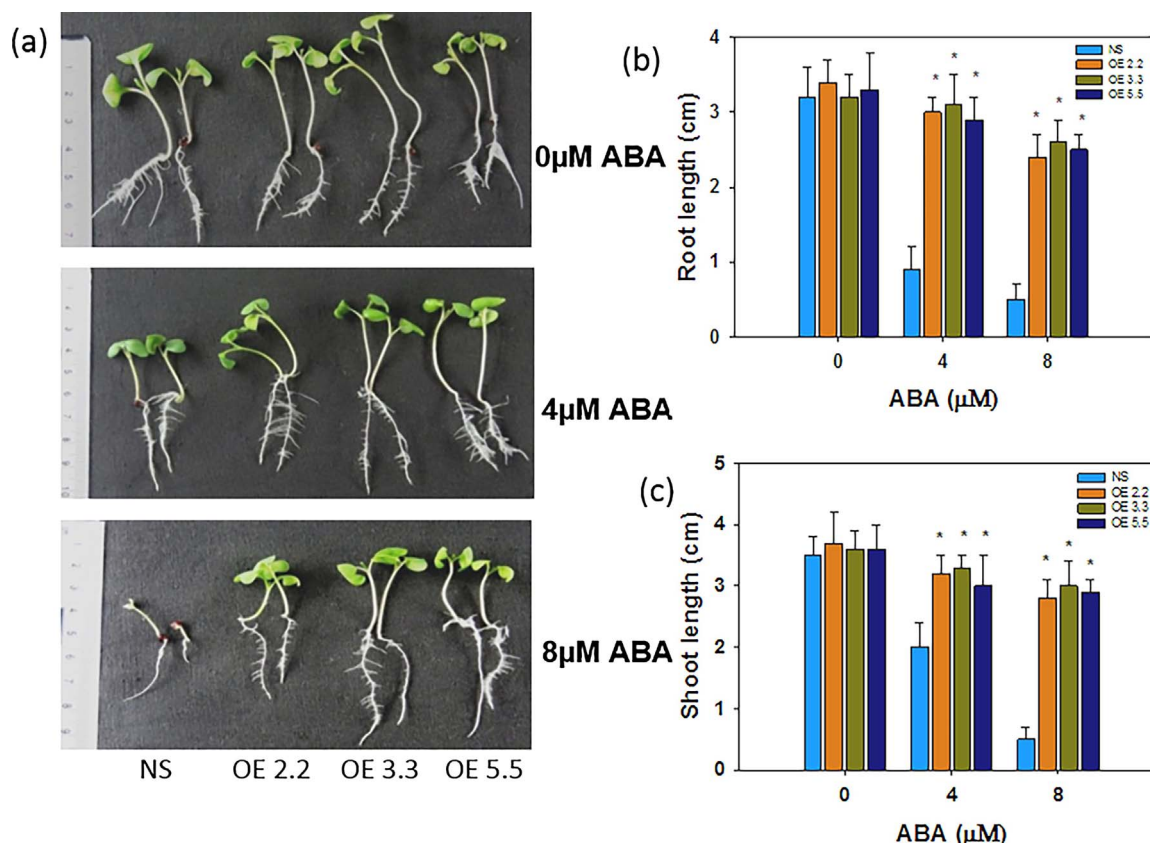 (a)
0µM ABA
4µM ABA
8µM ABA
NS OE 2.2 OE 3.3 OE 5.5
(b)
Root length (cm)
4
3
2
1
0
NS
OE 2.2
OE 3.3
OE 5.5
* * *
* * *
0 4 8
ABA (µM)
(c)
Shoot length (cm)
5
4
3
2
1
0
NS
OE 2.2
OE 3.3
OE 5.5
* * *
* * *
0 4 8
ABA (µM)